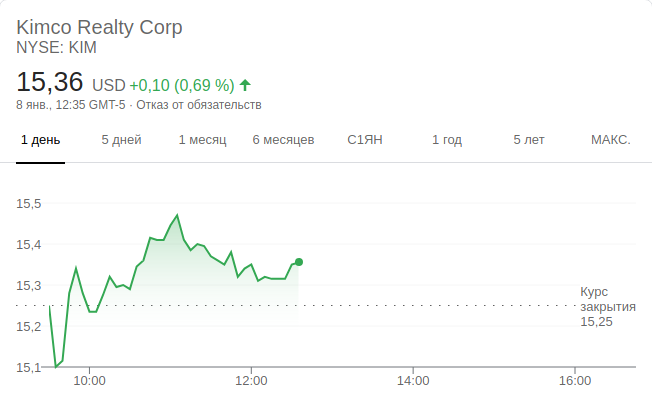 Kimco Realty Corp
NYSE: KIM
15,36 USD +0,10 (0,69 %)
8 янв., 12:35 GMT-5 · Отказ от обязательств
1 день 5 дней 1 месяц 6 месяцев С1ЯН 1 год 5 лет МАКС.
15,5
15,4
15,3
15,2
15,1
Курс
закрытия
15,25
10:00 12:00 14:00 16:00